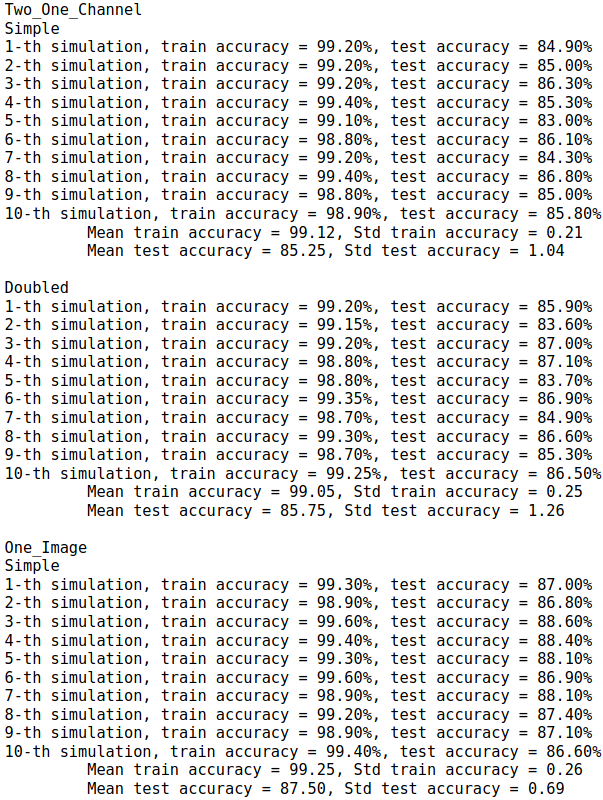 Two_One_Channel
Simple
1-th simulation, train accuracy = 99.20%, test accuracy = 84.90%
2-th simulation, train accuracy = 99.20%, test accuracy = 85.00%
3-th simulation, train accuracy = 99.20%, test accuracy = 86.30%
4-th simulation, train accuracy = 99.40%, test accuracy = 85.30%
5-th simulation, train accuracy = 99.10%, test accuracy = 83.00%
6-th simulation, train accuracy = 98.80%, test accuracy = 86.10%
7-th simulation, train accuracy = 99.20%, test accuracy = 84.30%
8-th simulation, train accuracy = 99.40%, test accuracy = 86.80%
9-th simulation, train accuracy = 98.80%, test accuracy = 85.00%
10-th simulation, train accuracy = 98.90%, test accuracy = 85.80%
Mean train accuracy = 99.12, Std train accuracy = 0.21
Mean test accuracy = 85.25, Std test accuracy = 1.04
Doubled
1-th simulation, train accuracy = 99.20%, test accuracy = 85.90%
2-th simulation, train accuracy = 99.15%, test accuracy = 83.60%
3-th simulation, train accuracy = 99.20%, test accuracy = 87.00%
4-th simulation, train accuracy = 98.80%, test accuracy = 87.10%
5-th simulation, train accuracy = 98.80%, test accuracy = 83.70%
6-th simulation, train accuracy = 99.35%, test accuracy = 86.90%
7-th simulation, train accuracy = 98.70%, test accuracy = 84.90%
8-th simulation, train accuracy = 99.30%, test accuracy = 86.60%
9-th simulation, train accuracy = 98.70%, test accuracy = 85.30%
10-th simulation, train accuracy = 99.25%, test accuracy = 86.50%
Mean train accuracy = 99.05, Std train accuracy = 0.25
Mean test accuracy = 85.75, Std test accuracy = 1.26
One_Image
Simple
1-th simulation, train accuracy = 99.30%, test accuracy = 87.00%
2-th simulation, train accuracy = 98.90%, test accuracy = 86.80%
3-th simulation, train accuracy = 99.60%, test accuracy = 88.60%
4-th simulation, train accuracy = 99.40%, test accuracy = 88.40%
5-th simulation, train accuracy = 99.30%, test accuracy = 88.10%
6-th simulation, train accuracy = 99.60%, test accuracy = 86.90%
7-th simulation, train accuracy = 98.90%, test accuracy = 88.10%
8-th simulation, train accuracy = 99.20%, test accuracy = 87.40%
9-th simulation, train accuracy = 98.90%, test accuracy = 87.10%
10-th simulation, train accuracy = 99.40%, test accuracy = 86.60%
Mean train accuracy = 99.25, Std train accuracy = 0.26
Mean test accuracy = 87.50, Std test accuracy = 0.69